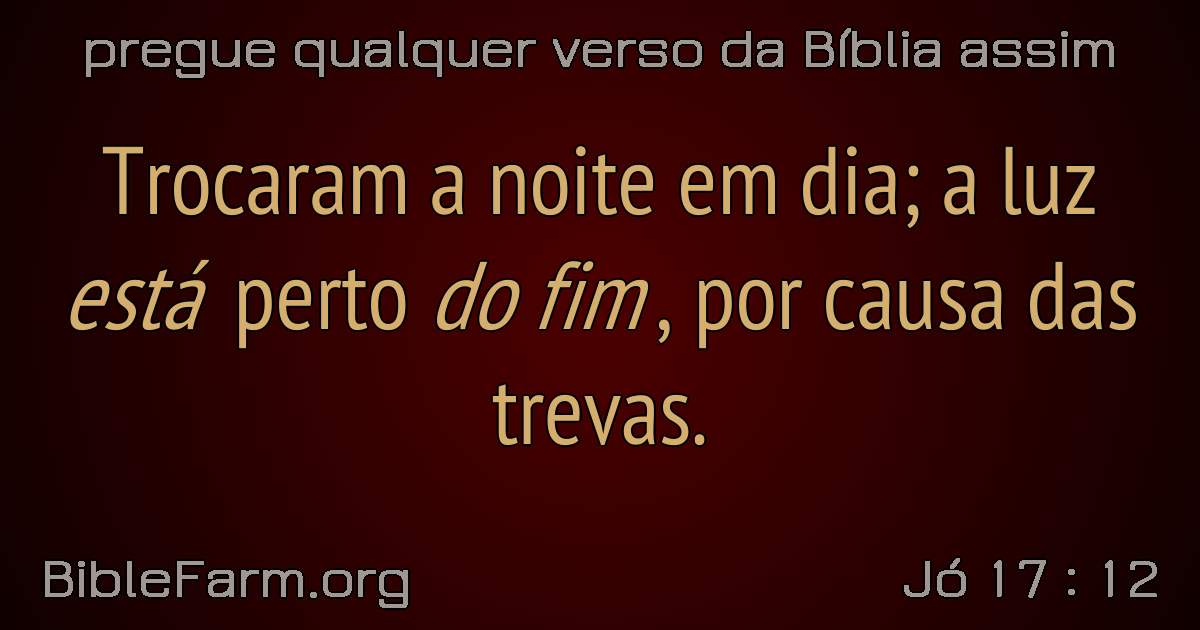 pregue qualquer verso da Bíblia assim
Trocaram a noite em dia; a luz
está perto do fim, por causa das
trevas.
BibleFarm.org
Jó 17 : 12